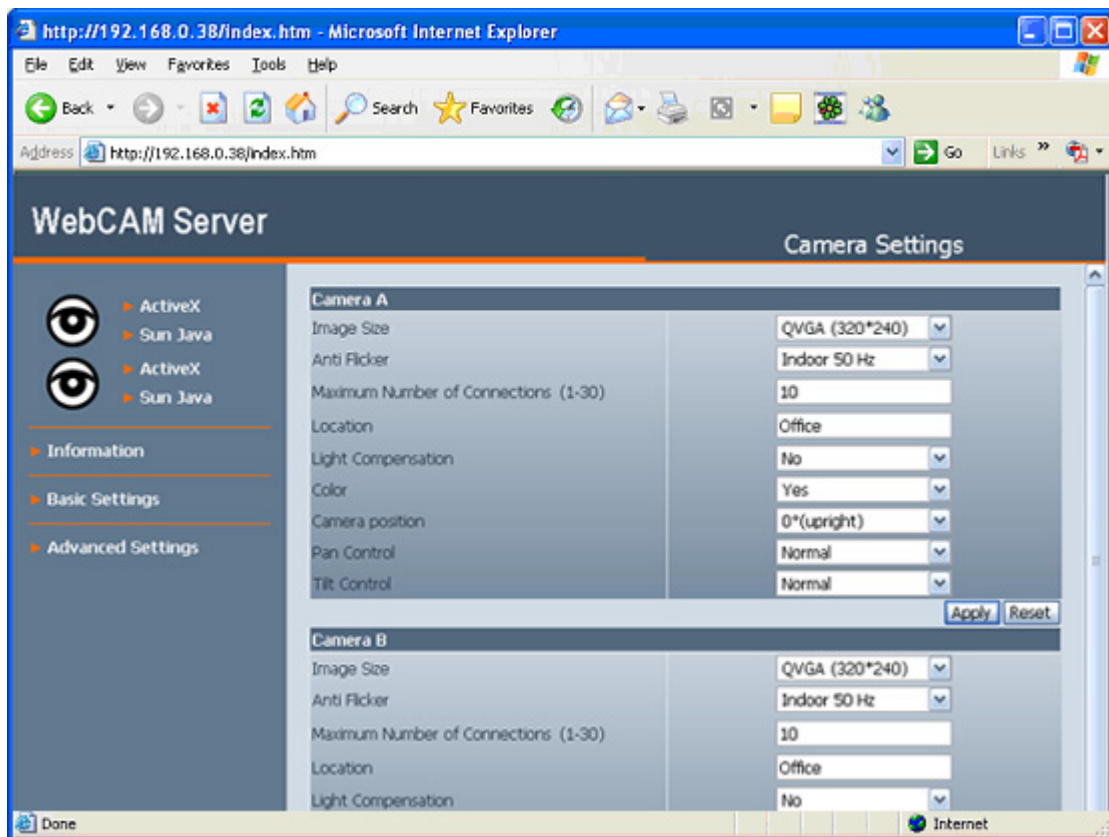 http://192.168.0.38/index.htm - Microsoft Internet Explorer
File Edit View Favorites Tools Help
Back Search Favorites
Address http://192.168.0.38/index.htm Go Links »
WebCAM Server
Camera Settings
ActiveX
Sun Java
ActiveX
Sun Java
Information
Basic Settings
Advanced Settings
Camera A
Image Size QVGA (320*240)
Anti Flicker Indoor 50 Hz
Maximum Number of Connections (1-30) 10
Location Office
Light Compensation No
Color Yes
Camera position 0°(upright)
Pan Control Normal
Tilt Control Normal
Apply Reset
Camera B
Image Size QVGA (320*240)
Anti Flicker Indoor 50 Hz
Maximum Number of Connections (1-30) 10
Location Office
Light Compensation No
Done Internet